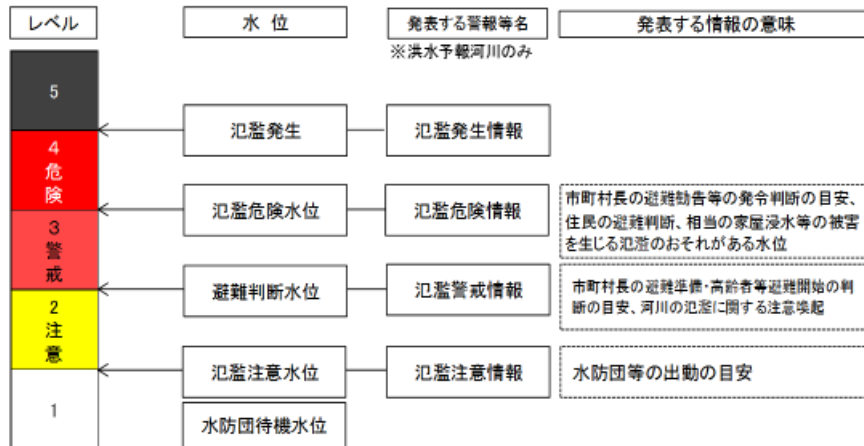 レベル
水 位
発表する警報等名
発表する情報の意味
※洪水予報河川のみ
5
氾濫発生
氾濫発生情報
4
危
険
氾濫危険水位
氾濫危険情報
市町村長の避難勧告等の発令判断の目安、
住民の避難判断、相当の家屋浸水等の被害
を生じる氾濫のおそれがある水位
3
警
戒
避難判断水位
氾濫警戒情報
市町村長の避難準備・高齢者等避難開始の判
断の目安、河川の氾濫に関する注意喚起
2
注
意
氾濫注意水位
氾濫注意情報
水防団等の出動の目安
1
水防団待機水位